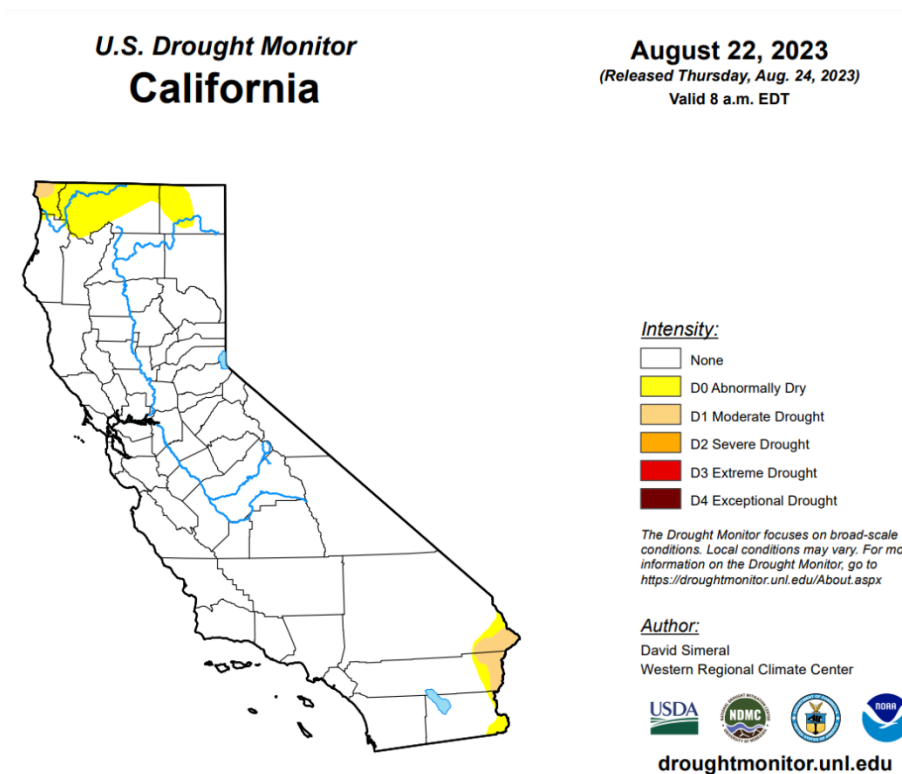 U.S. Drought Monitor
California
August 22, 2023
(Released Thursday, Aug. 24, 2023)
Valid 8 a.m. EDT
Intensity:
None
D0 Abnormally Dry
D1 Moderate Drought
D2 Severe Drought
D3 Extreme Drought
D4 Exceptional Drought
The Drought Monitor focuses on broad-scale
conditions. Local conditions may vary. For mo
information on the Drought Monitor, go to
https://droughtmonitor.unl.edu/About.aspx
Author:
David Simeral
Western Regional Climate Center
USDA
NDMC
NOAA
droughtmonitor.unl.edu